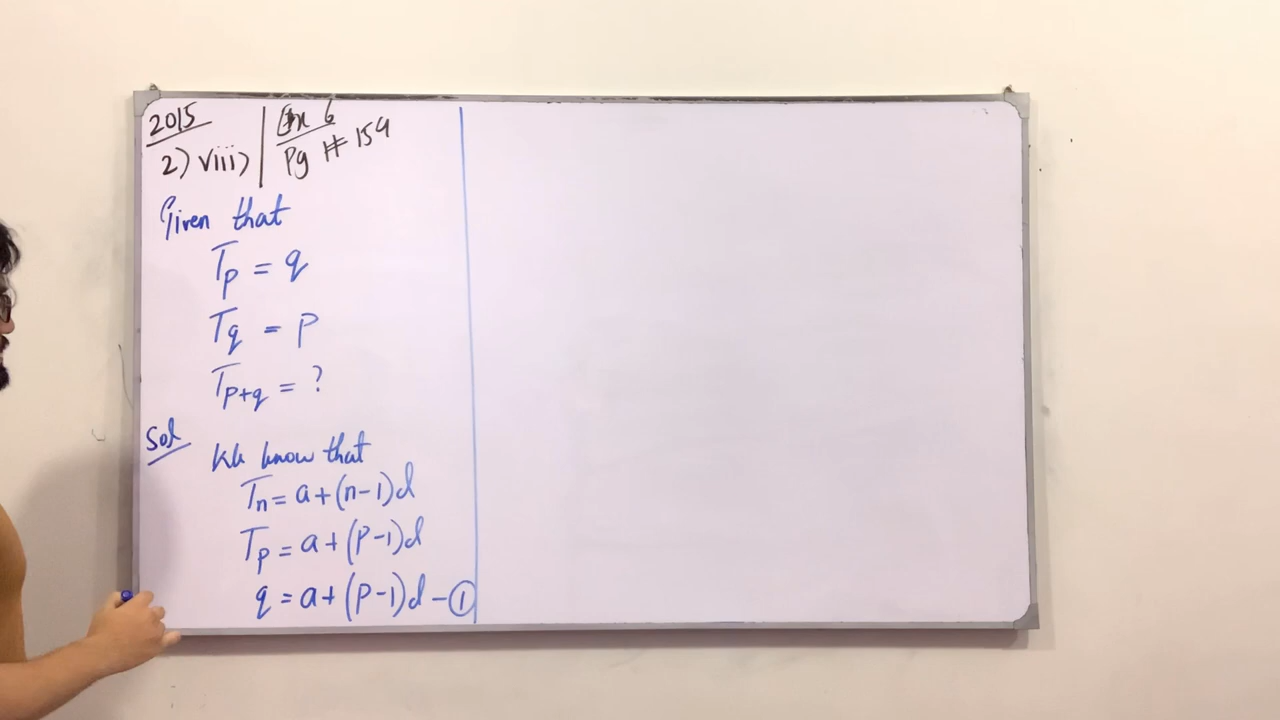 2015
2) viii)
Ex 6
Pg # 154
Given that
Tp = q
Tq = p
Tp+q = ?
Sol
We know that
Tn = a + (n-1)d
Tp = a + (p-1)d
q = a + (p-1)d - ①